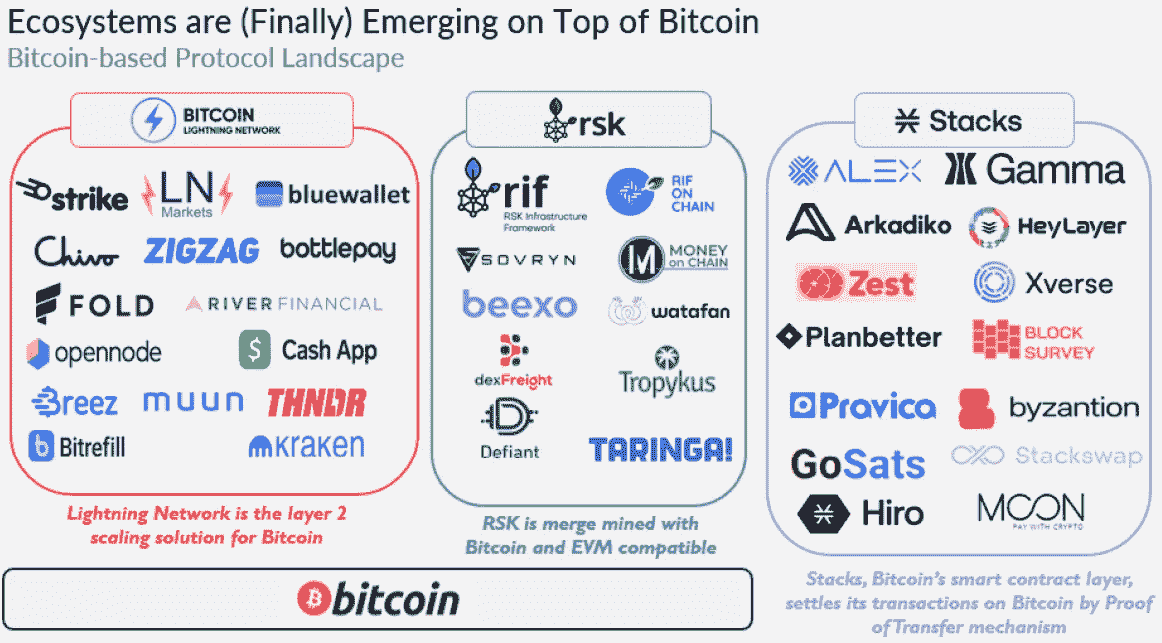 Ecosystems are (Finally) Emerging on Top of Bitcoin
Bitcoin-based Protocol Landscape
BITCOIN
LIGHTNING NETWORK
strike
LN
Markets
bluewallet
Chivo
ZIGZAG
bottlepay
FOLD
RIVER FINANCIAL
opennode
$
Cash App
Breez
muun
THNDR
Bitrefill
KRAKEN
Lightning Network is the layer 2
scaling solution for Bitcoin
rsk
rif
RSK Infrastructure
Framework
RIF
ON
CHAIN
SOVRYN
M
MONEY
on CHAIN
beexo
watafan
dexFreight
Tropykus
Defiant
TARINGA!
RSK is merge mined with
Bitcoin and EVM compatible
Stacks
ALEX
Gamma
Arkadiko
HeyLayer
Zest
Xverse
Planbetter
BLOCK
SURVEY
Pravica
byzantion
GoSats
Stackswap
Hiro
MOON
PAY WITH CRYPTO
Stacks, Bitcoin's smart contract layer,
settles its transactions on Bitcoin by Proof
of Transfer mechanism
bitcoin